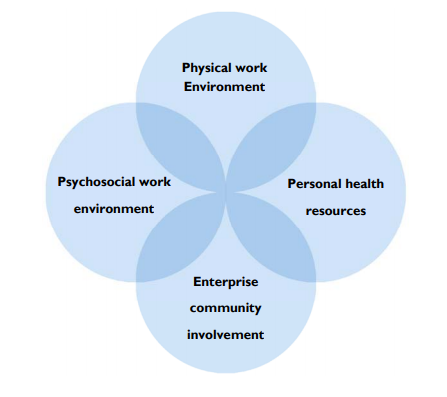 Physical work
Environment
Psychosocial work
environment
Personal health
resources
Enterprise
community
involvement